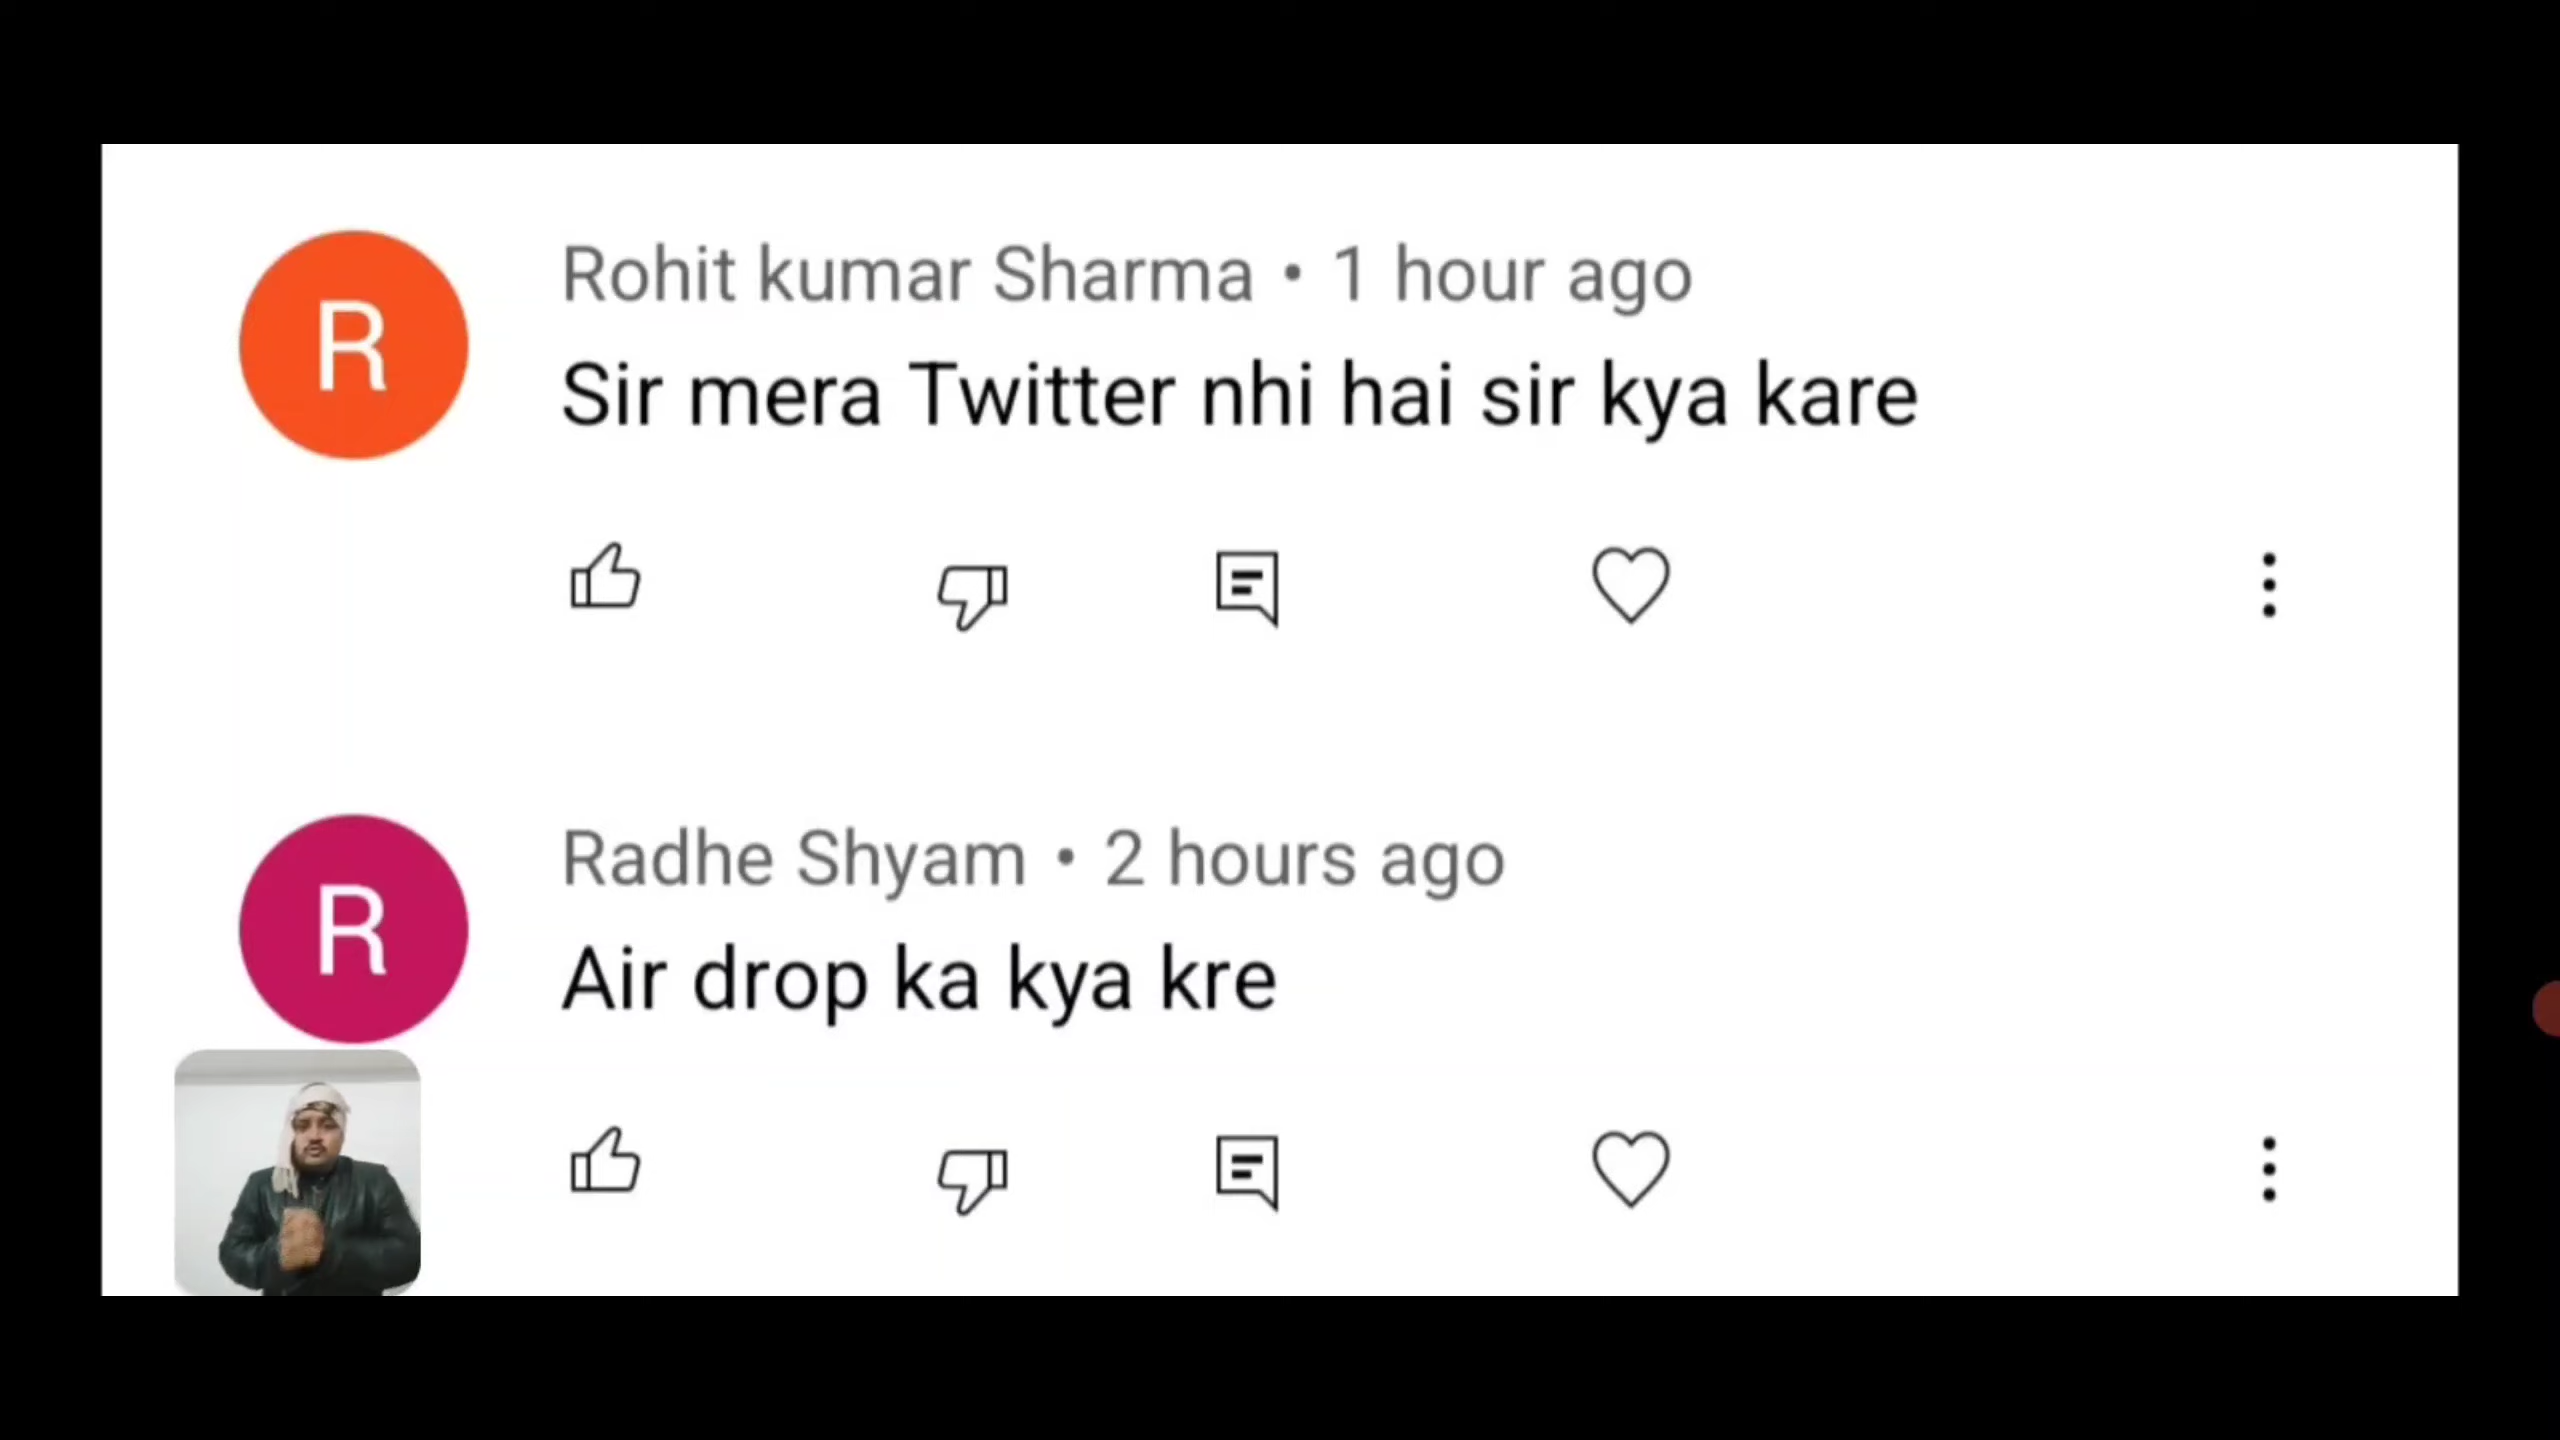 R
Rohit kumar Sharma • 1 hour ago
Sir mera Twitter nhi hai sir kya kare
R
Radhe Shyam • 2 hours ago
Air drop ka kya kre